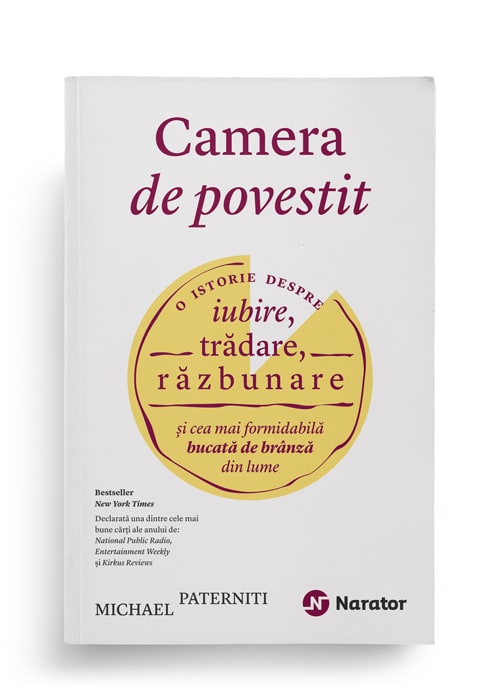 Camera
de povestit
O ISTORIE DESPRE
iubire,
trădare,
răzbunare
și cea mai formidabilă
bucată de brânză
din lume
Bestseller
New York Times
Declarată una dintre cele mai
bune cărți ale anului de:
National Public Radio,
Entertainment Weekly
și Kirkus Reviews
MICHAEL PATERNITI
N Narator